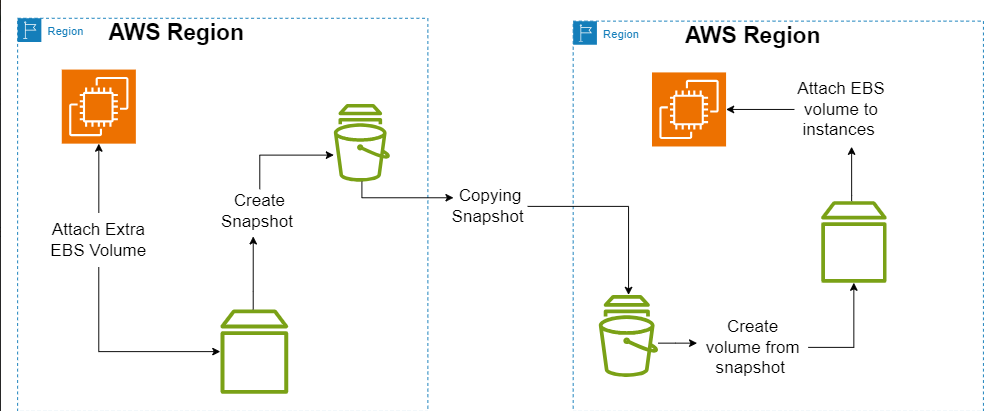 Region
AWS Region
Attach Extra
EBS Volume
Create
Snapshot
Copying
Snapshot
Region
AWS Region
Attach EBS
volume to
instances
Create
volume from
snapshot